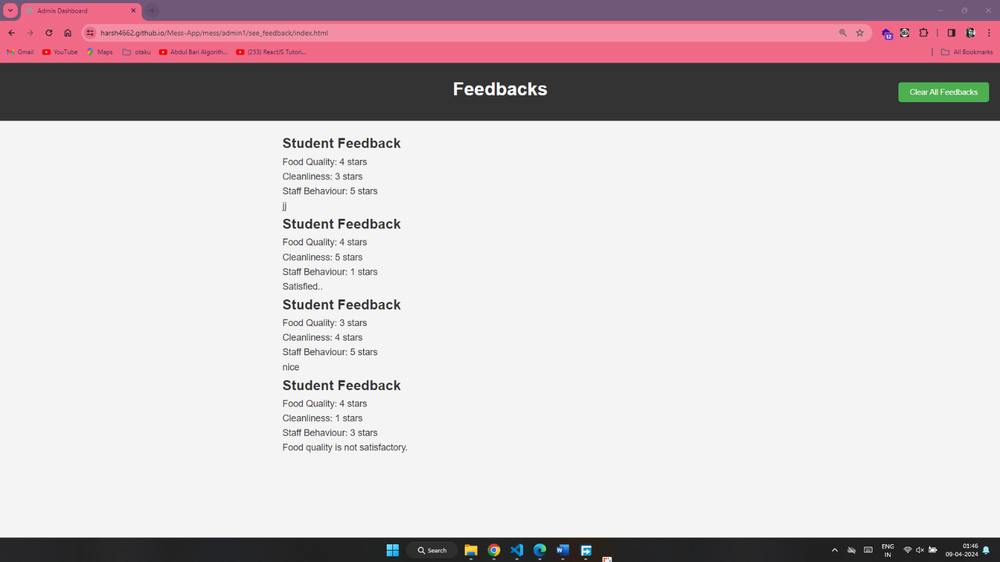 Admin Dashboard
harsh4662.github.io/Mess-App/mess/admin1/see_feedback/index.html
12
Gmail YouTube Maps otaku Abdul Bari Algorith... (253) ReactJS Tutori... All Bookmarks
Feedbacks
Clear All Feedbacks
Student Feedback
Food Quality: 4 stars
Cleanliness: 3 stars
Staff Behaviour: 5 stars
jj
Student Feedback
Food Quality: 4 stars
Cleanliness: 5 stars
Staff Behaviour: 1 stars
Satisfied..
Student Feedback
Food Quality: 3 stars
Cleanliness: 4 stars
Staff Behaviour: 5 stars
nice
Student Feedback
Food Quality: 4 stars
Cleanliness: 1 stars
Staff Behaviour: 3 stars
Food quality is not satisfactory.
Search
ENG
IN
01:46
09-04-2024